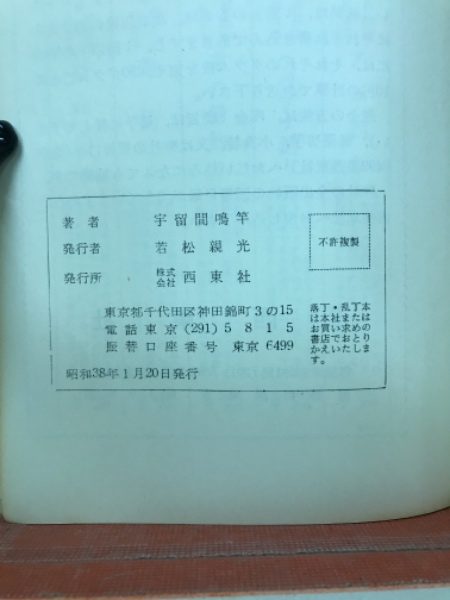 著者 宇留間鳴竿
発行者 若松親光
発行所 株式会社 西東社
東京都千代田区神田錦町3の15
電話東京(291)5815
振替口座番号 東京6499
昭和38年1月20日発行
不許複製
落丁・乱丁本
は本社または
お買い求めの
書店でおとり
かえいたしま
す。